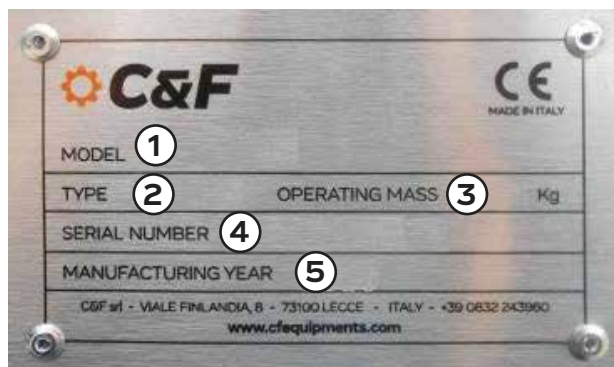 C&F
CE
MADE IN ITALY
MODEL 1
TYPE 2 OPERATING MASS 3 Kg
SERIAL NUMBER 4
MANUFACTURING YEAR 5
C&F srl - VIALE FINLANDIA, 8 - 73100 LECCE - ITALY - +39 0832 243960
www.cfequipments.com